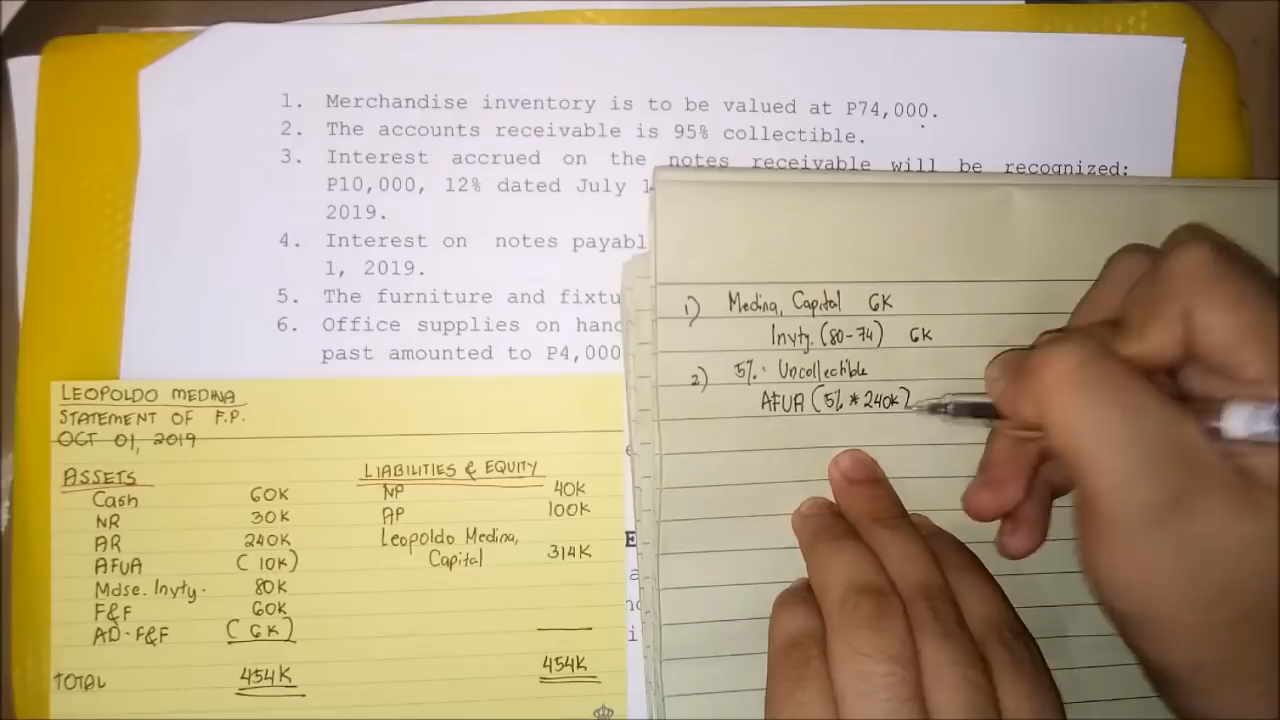 1. Merchandise inventory is to be valued at P74,000.
2. The accounts receivable is 95% collectible.
3. Interest accrued on the notes receivable will be recognized:
P10,000, 12% dated July 1
2019.
4. Interest on notes payabl
1, 2019.
5. The furniture and fixtu
6. Office supplies on hand
past amounted to P4,000
LEOPOLDO MEDINA
STATEMENT OF F.P.
OCT 01, 2019
ASSETS
Cash 60K
NR 30K
AR 240K
AFUA (10K)
Mdse. Invty. 80K
F&F 60K
AD-F&F (6K)
TOTAL 454K
LIABILITIES & EQUITY
NP 40K
AP 100K
Leopoldo Medina,
Capital 314K
454K
1) Medina, Capital 6K
Invty. (80-74) 6K
2) 5%: Uncollectible
AFUA (5% * 240K)